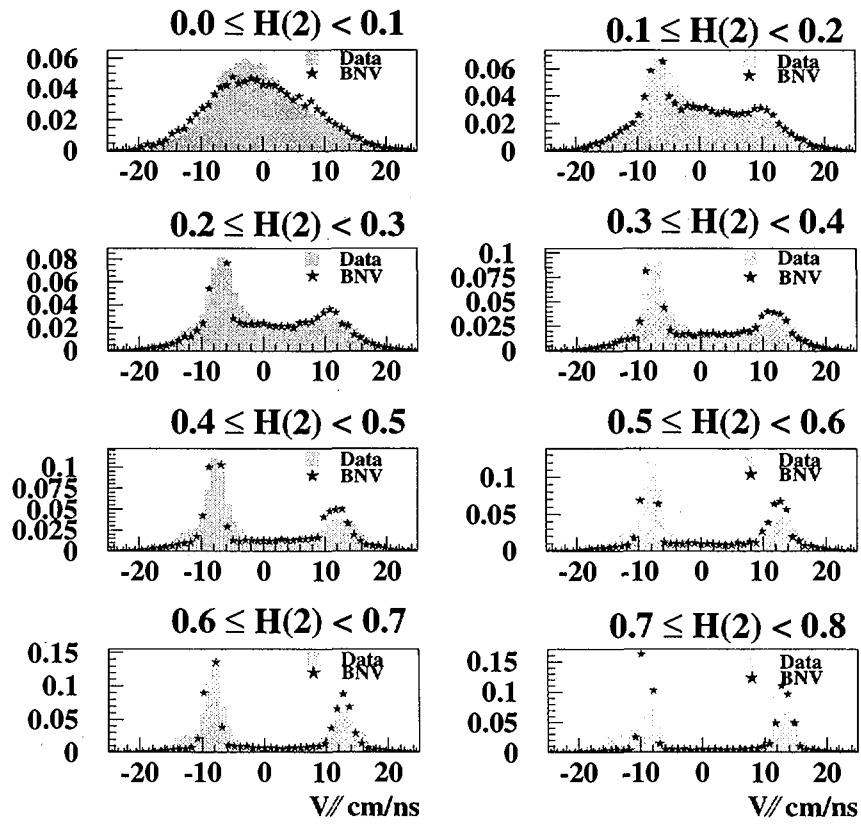 0.0 ≤ H(2) < 0.1
0.06
0.04
0.02
0
Data
BNV
-20 -10 0 10 20
0.1 ≤ H(2) < 0.2
0.06
0.04
0.02
0
Data
BNV
-20 -10 0 10 20
0.2 ≤ H(2) < 0.3
0.08
0.06
0.04
0.02
0
Data
BNV
-20 -10 0 10 20
0.3 ≤ H(2) < 0.4
0.1
0.075
0.05
0.025
0
Data
BNV
-20 -10 0 10 20
0.4 ≤ H(2) < 0.5
0.1
0.075
0.05
0.025
0
Data
BNV
-20 -10 0 10 20
0.5 ≤ H(2) < 0.6
0.1
0.05
0
Data
BNV
-20 -10 0 10 20
0.6 ≤ H(2) < 0.7
0.15
0.1
0.05
0
Data
BNV
-20 -10 0 10 20
V// cm/ns
0.7 ≤ H(2) < 0.8
0.15
0.1
0.05
0
Data
BNV
-20 -10 0 10 20
V// cm/ns